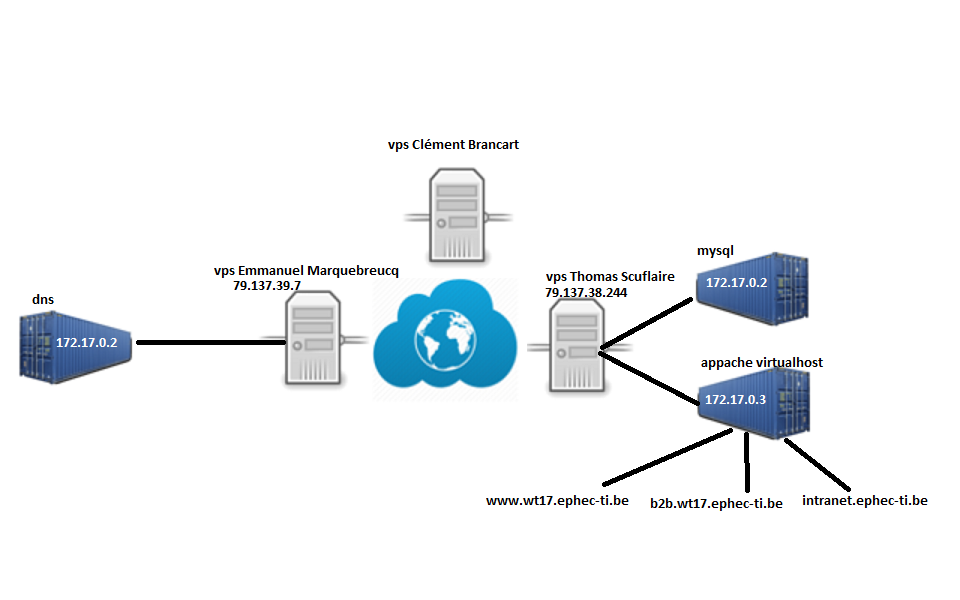 vps Clément Brancart
mysql
vps Emmanuel Marquebreucq
79.137.39.7
vps Thomas Scuflaire
79.137.38.244
172.17.0.2
dns
172.17.0.2
appache virtualhost
172.17.0.3
www.wt17.ephec-ti.be
b2b.wt17.ephec-ti.be
intranet.ephec-ti.be